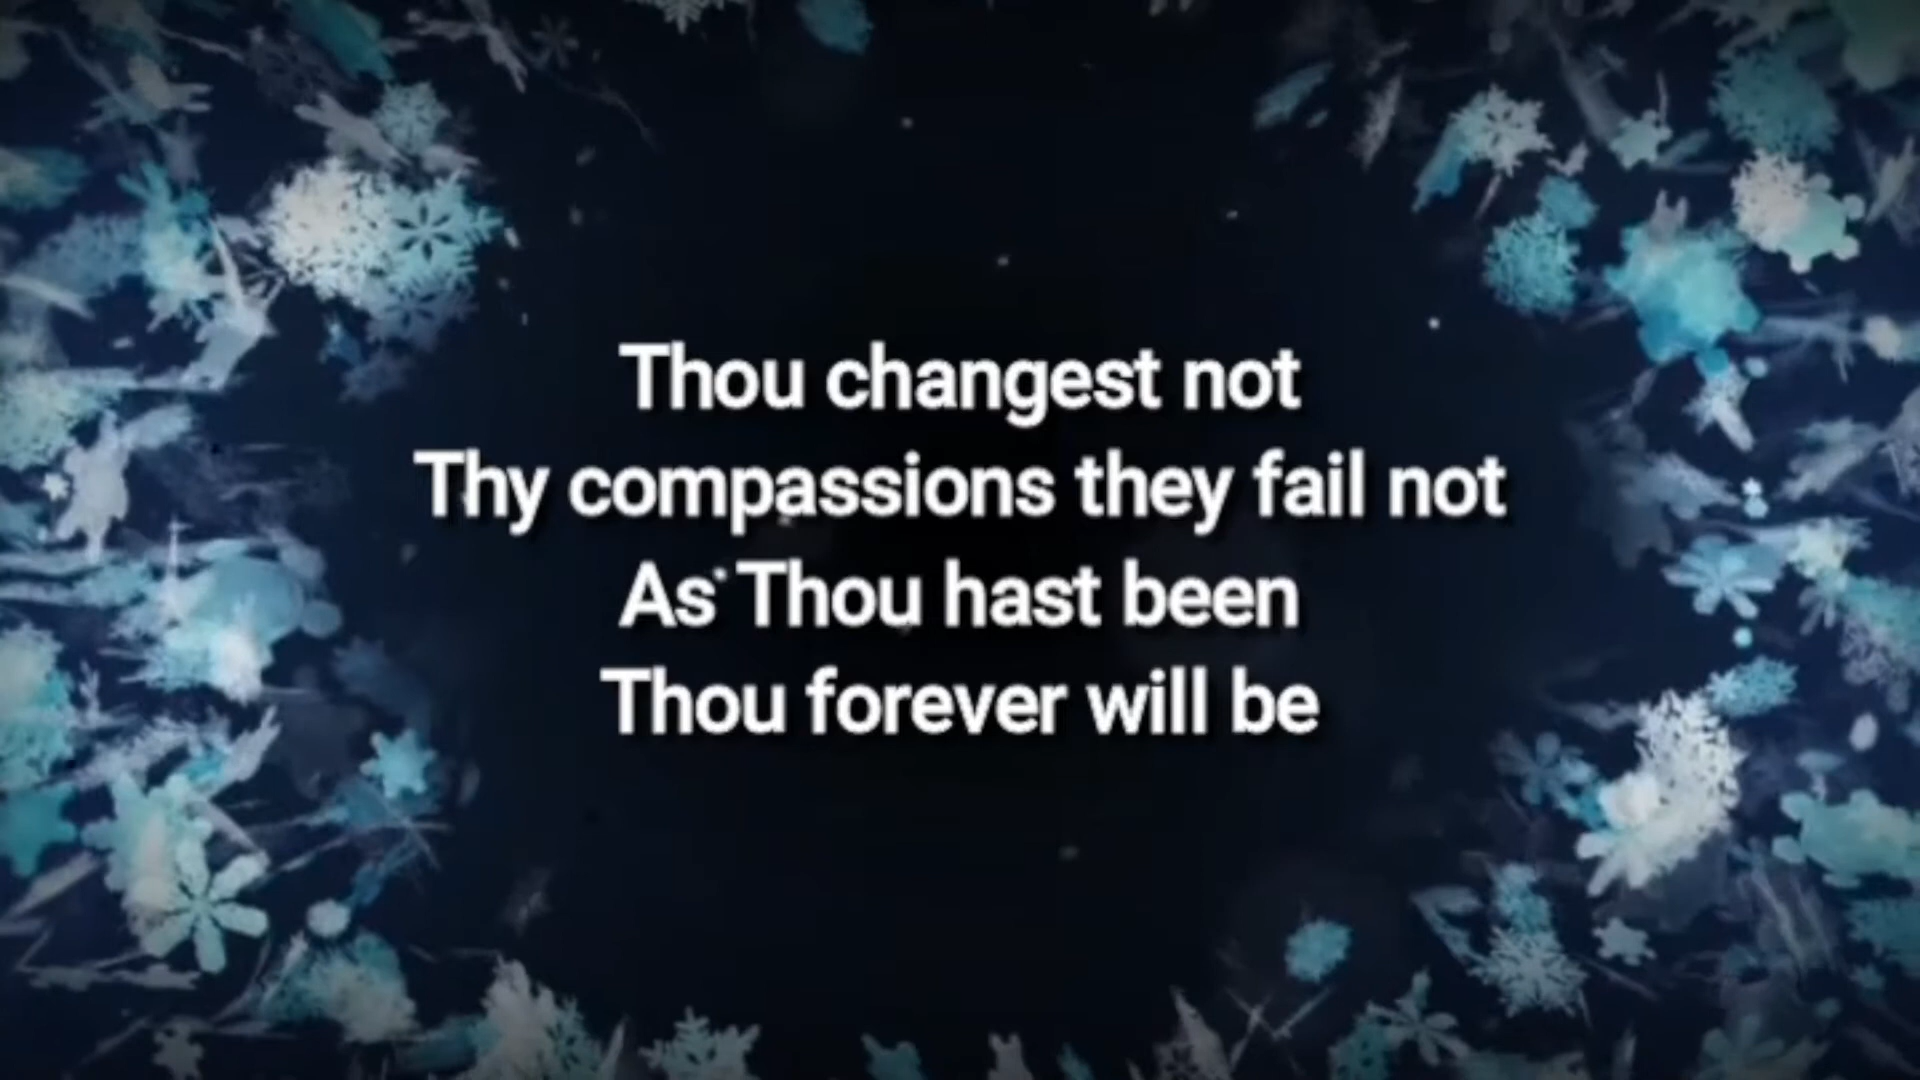 Thou changest not
Thy compassions they fail not
As Thou hast been
Thou forever will be